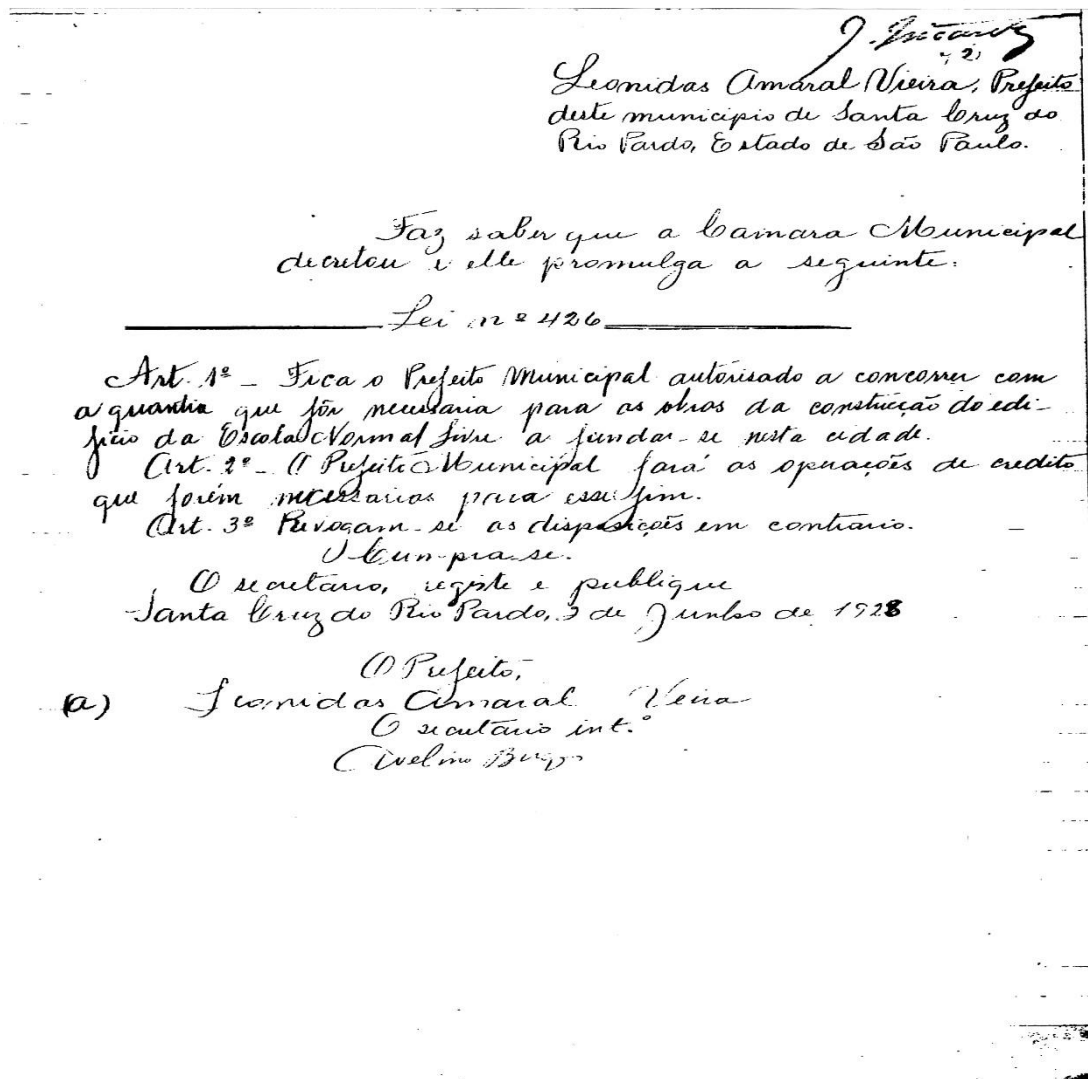 Leonidas Amaral Vieira, Prefeito
deste municipio de Santa Cruz do
Rio Pardo, Estado de São Paulo.
Faz saber que a Camara Municipal
decretou e elle promulga a seguinte:
Lei nº 426
Art. 1º - Fica o Prefeito Municipal autorisado a concorrer com
a quantia que fôr necessaria para as obras da construcção do edi-
ficio da Escola Normal Livre a fundar-se nesta cidade.
Art. 2º - O Prefeito Municipal fará as operações de credito
que forem necessarias para esse fim.
Art. 3º Revogam-se as disposições em contrario.
Cumpra-se.
O secretario, registe e publique
Santa Cruz do Rio Pardo, 3 de Junho de 1928
O Prefeito,
(a) Leonidas Amaral Vieira
O secretario int.º
Avelino